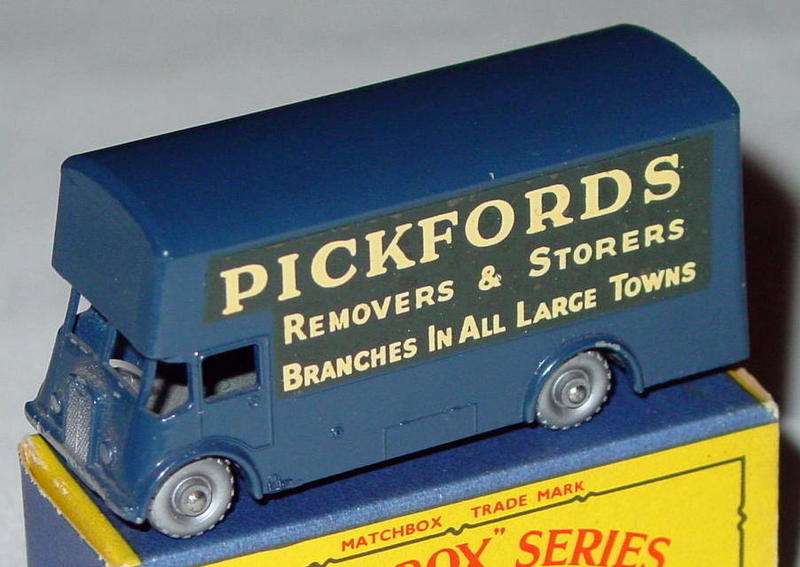 PICKFORDS
REMOVERS & STORERS
BRANCHES IN ALL LARGE TOWNS
MATCHBOX TRADE MARK
SERIES